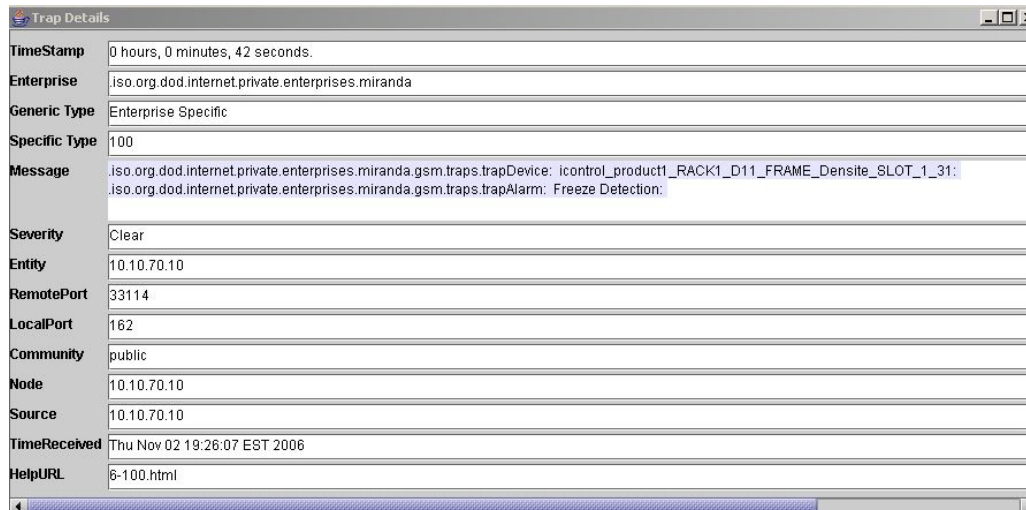 Trap Details
TimeStamp 0 hours, 0 minutes, 42 seconds.
Enterprise .iso.org.dod.internet.private.enterprises.miranda
Generic Type Enterprise Specific
Specific Type 100
Message .iso.org.dod.internet.private.enterprises.miranda.gsm.traps.trapDevice: icontrol_product1_RACK1_D11_FRAME_Densite_SLOT_1_31:
.iso.org.dod.internet.private.enterprises.miranda.gsm.traps.trapAlarm: Freeze Detection:
Severity Clear
Entity 10.10.70.10
RemotePort 33114
LocalPort 162
Community public
Node 10.10.70.10
Source 10.10.70.10
TimeReceived Thu Nov 02 19:26:07 EST 2006
HelpURL 6-100.html